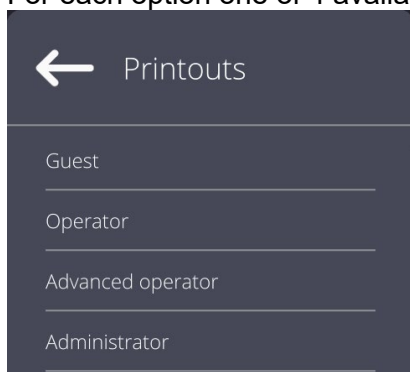 For each option one of 4 availa
Printouts
Guest
Operator
Advanced operator
Administrator